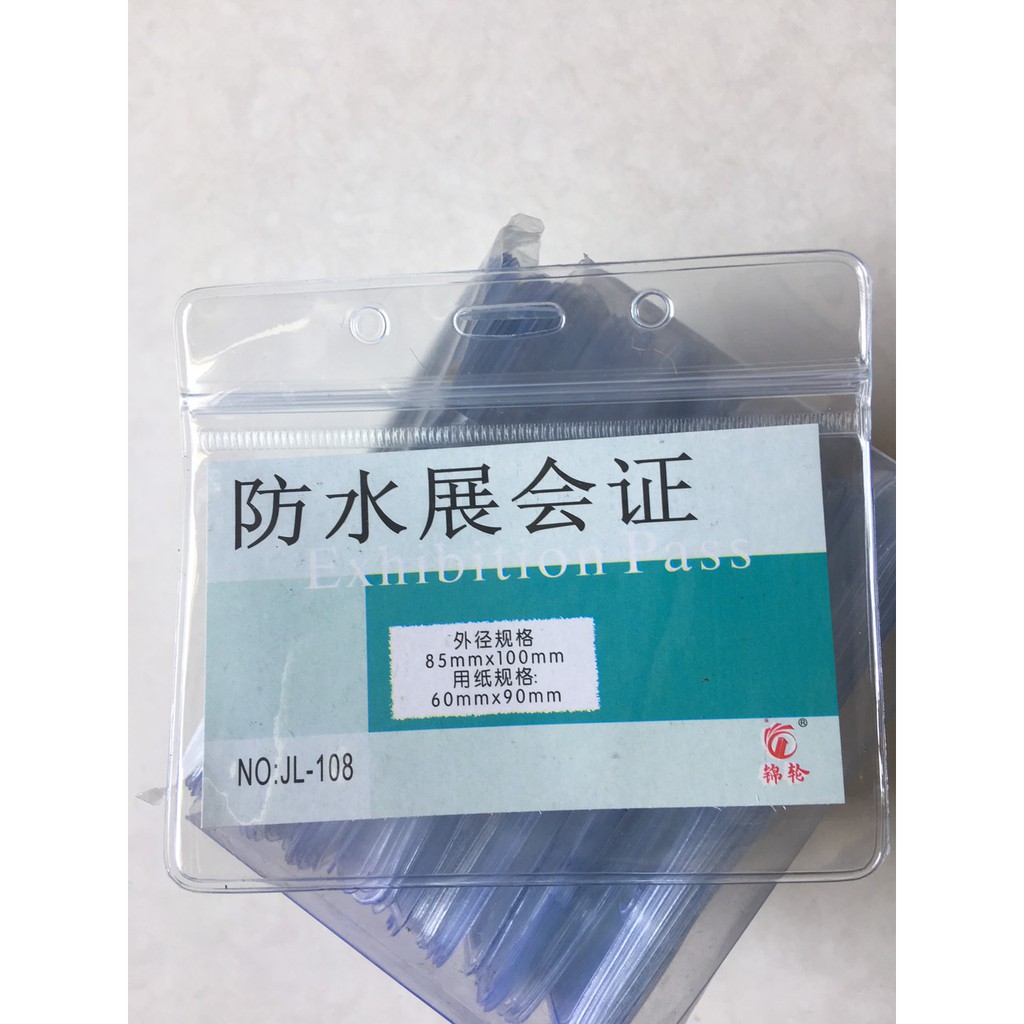 防水展会证
Exhibition Pass
外径规格
85mmx100mm
用纸规格:
60mmx90mm
NO:JL-108
®
锦轮